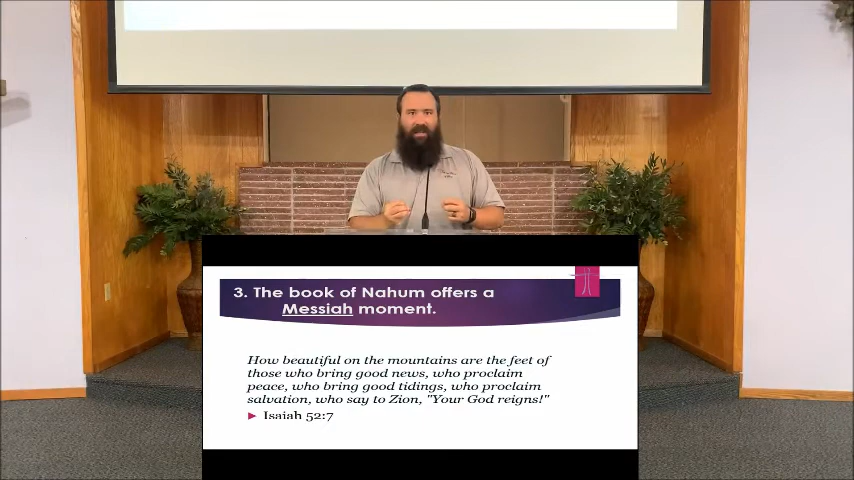 3. The book of Nahum offers a
Messiah moment.
How beautiful on the mountains are the feet of
those who bring good news, who proclaim
peace, who bring good tidings, who proclaim
salvation, who say to Zion, "Your God reigns!"
Isaiah 52:7